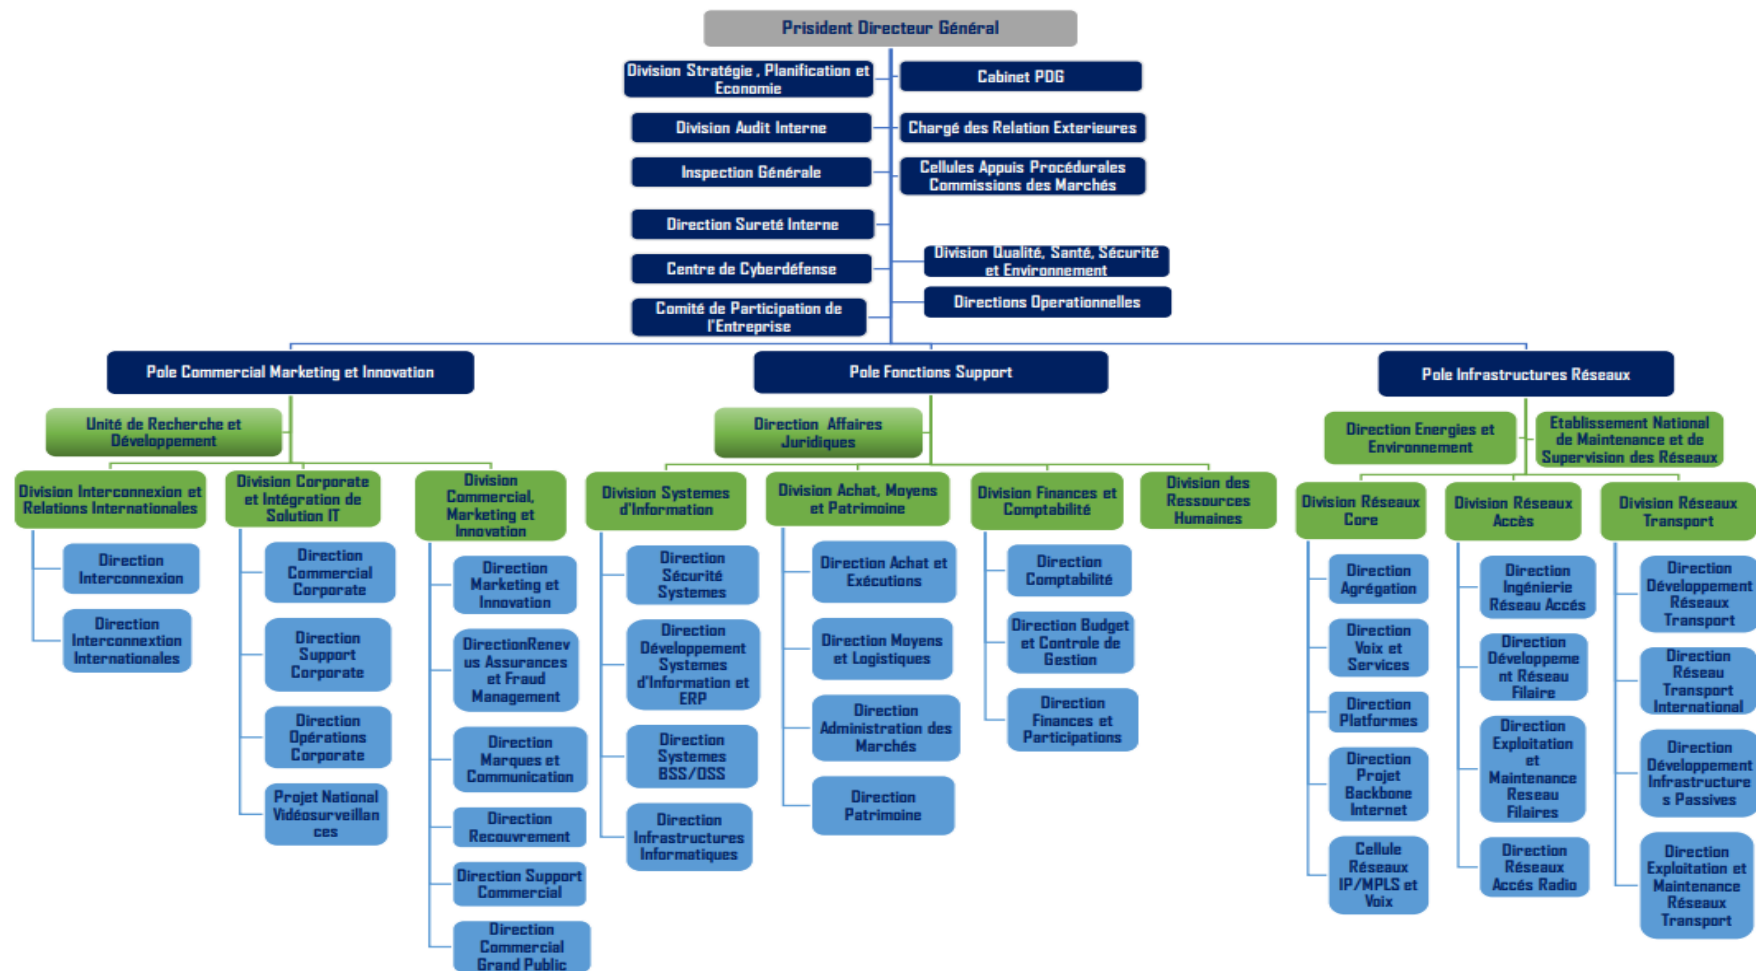 Prisident Directeur Général
Division Stratégie , Planification et
Economie
Cabinet PDG
Division Audit Interne
Chargé des Relation Exterieures
Inspection Générale
Cellules Appuis Procédurales
Commissions des Marchés
Direction Sureté Interne
Centre de Cyberdéfense
Division Qualité, Santé, Sécurité
et Environnement
Comité de Participation de
l'Entreprise
Directions Operationnelles
Pole Commercial Marketing et Innovation
Pole Fonctions Support
Pole Infrastructures Réseaux
Unité de Recherche et
Développement
Direction Affaires
Juridiques
Direction Energies et
Environnement
Etablissement National
de Maintenance et de
Supervision des Réseaux
Division Interconnexion et
Relations Internationales
Division Corporate
et Intégration de
Solution IT
Division
Commercial,
Marketing et
Innovation
Division Systemes
d'Information
Division Achat, Moyens
et Patrimoine
Division Finances et
Comptabilité
Division des
Ressources
Humaines
Division Réseaux
Core
Division Réseaux
Accès
Division Réseaux
Transport
Direction
Interconnexion
Direction
Interconnextion
Internationales
Direction
Commercial
Corporate
Direction
Support
Corporate
Direction
Opérations
Corporate
Projet National
Vidéosurveillan
ces
Direction
Marketing et
Innovation
DirectionRenev
us Assurances
et Fraud
Management
Direction
Marques et
Communication
Direction
Recouvrement
Direction Support
Commercial
Direction
Commercial
Grand Public
Direction
Sécurité
Systemes
Direction
Développement
Systemes
d'Information et
ERP
Direction
Systemes
BSS/OSS
Direction
Infrastructures
Informatiques
Direction Achat et
Exécutions
Direction Moyens
et Logistiques
Direction
Administration des
Marchés
Direction
Patrimoine
Direction
Comptabilité
Direction Budget
et Controle de
Gestion
Direction
Finances et
Participations
Direction
Agrégation
Direction
Voix et
Services
Direction
Platformes
Direction
Projet
Backbone
Internet
Cellule
Réseaux
IP/MPLS et
Voix
Direction
Ingénierie
Réseau Accés
Direction
Développeme
nt Réseau
Filaire
Direction
Exploitation
et
Maintenance
Reseau
Filaires
Direction
Réseaux
Accés Radio
Direction
Développement
Réseaux
Transport
Direction
Réseau
Transport
International
Direction
Développement
Infrastructure
s Passives
Direction
Exploitation et
Maintenance
Réseaux
Transport